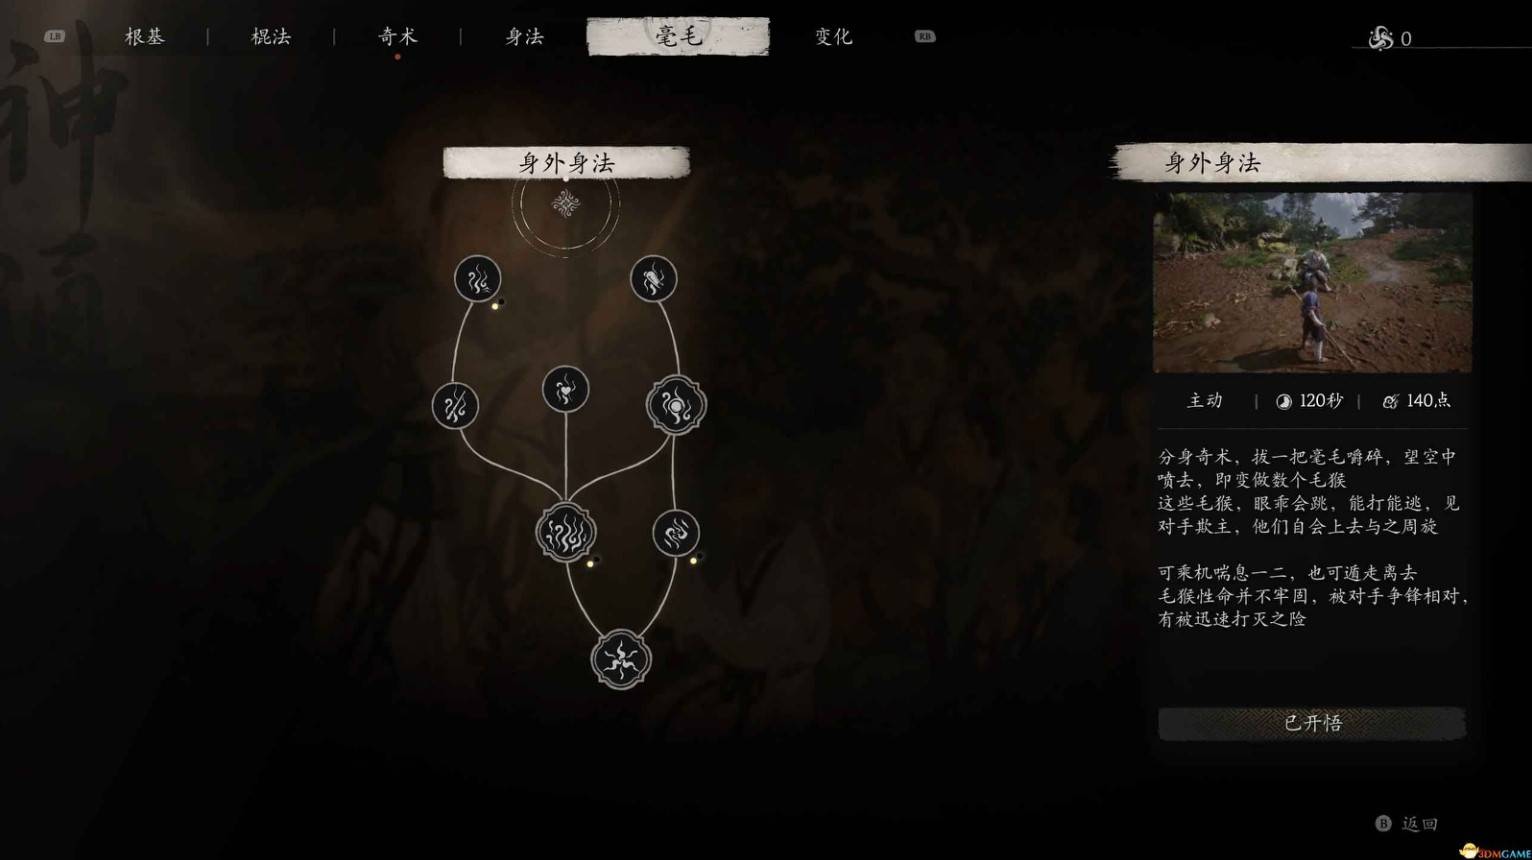 LB 根基 | 棍法 | 奇术 | 身法 毫毛 变化 RB 0
神
身外身法
身外身法
主动 | 120秒 | 140点
分身奇术，拔一把毫毛嚼碎，望空中
喷去，即变做数个毛猴
这些毛猴，眼乖会跳，能打能逃，见
对手欺主，他们自会上去与之周旋
可乘机喘息一二，也可遁走离去
毛猴性命并不牢固，被对手争锋相对，
有被迅速打灭之险
已开悟
B 返回
3DMGAME